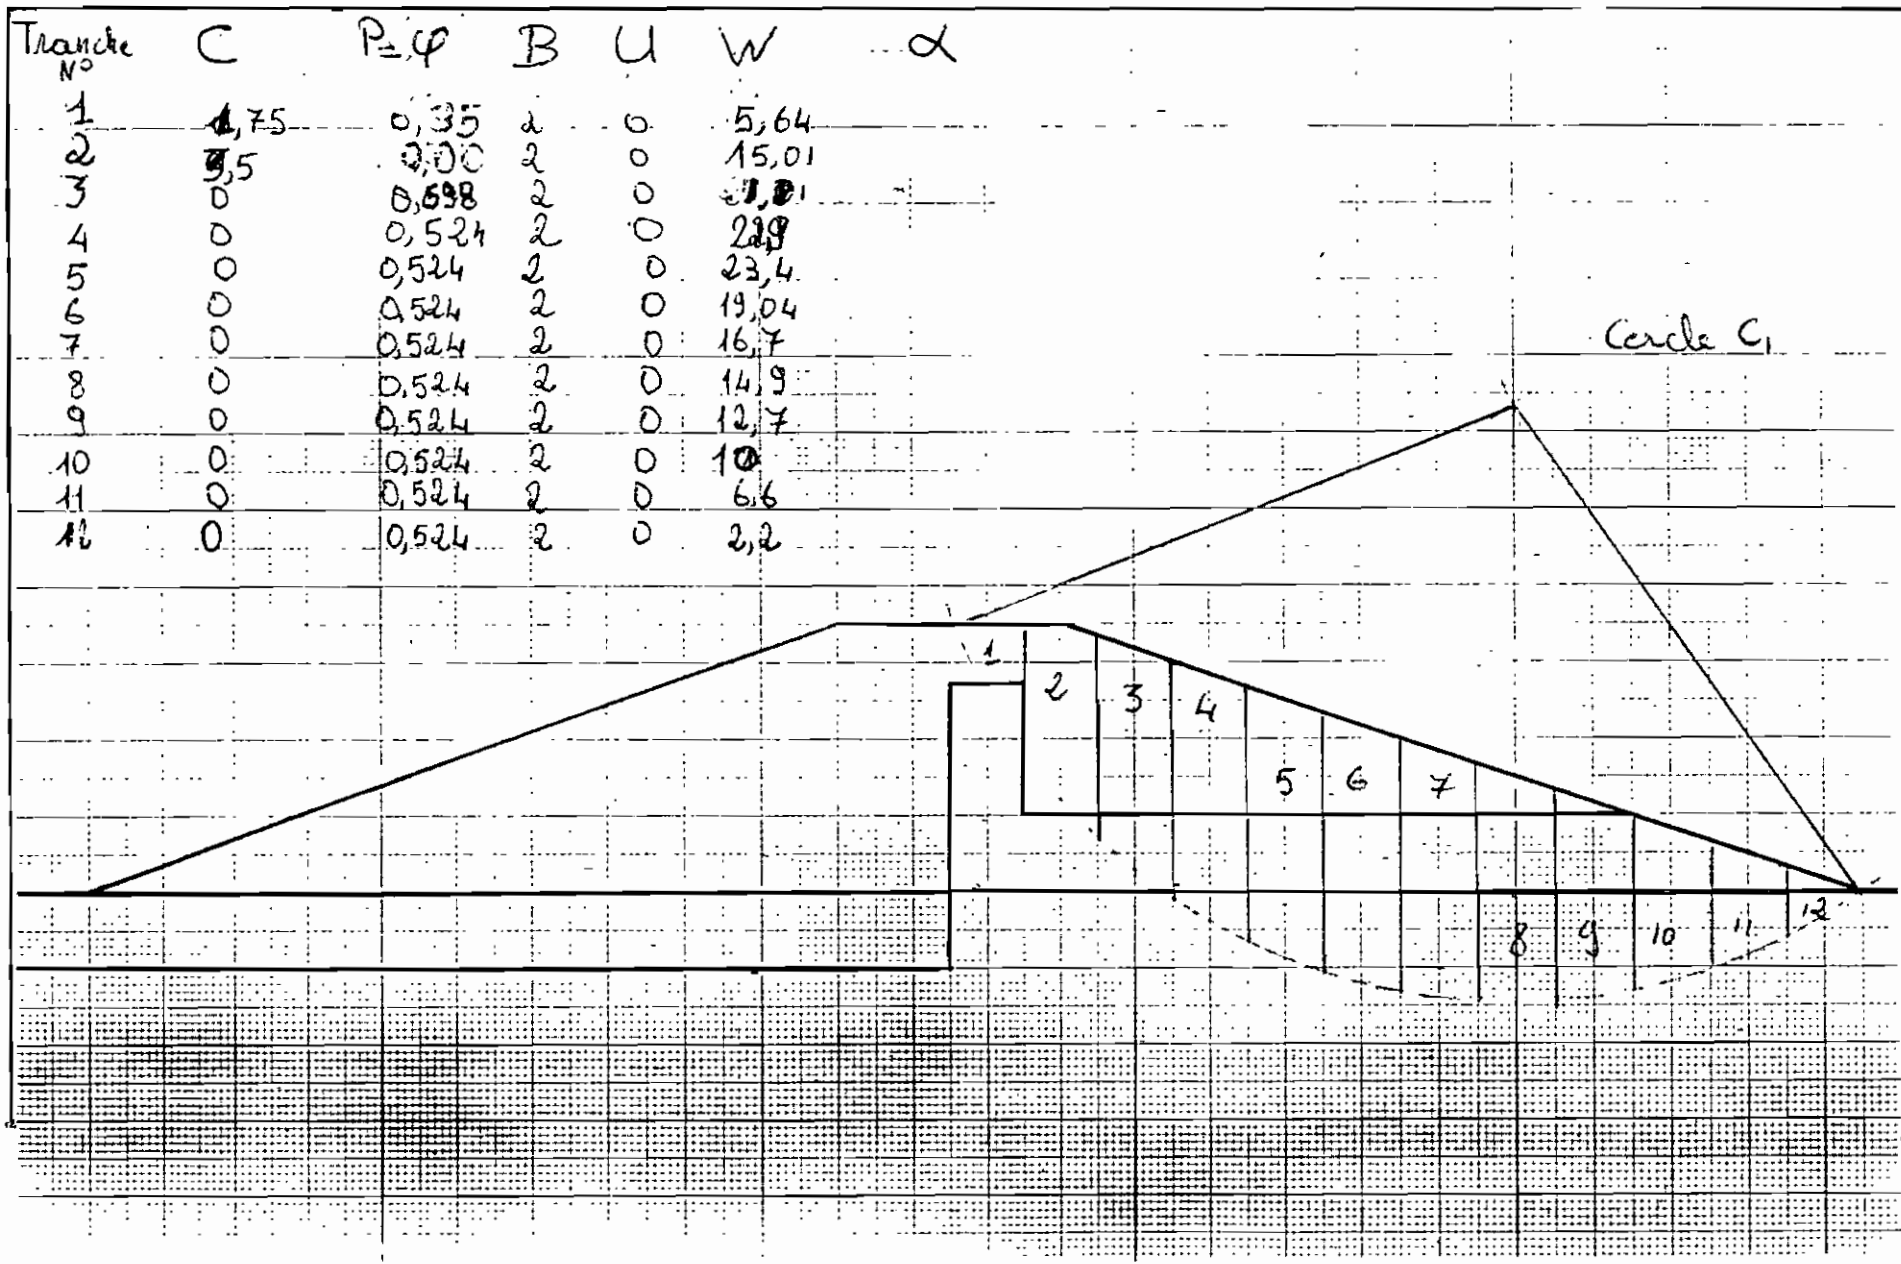 Tranche N° C P=φ B U W α
1 1,75 0,35 2 0 5,64
2 3,5 0,00 2 0 15,01
3 0 0,698 2 0
4 0 0,524 2 0 22,9
5 0 0,524 2 0 23,4
6 0 0,524 2 0 19,04
7 0 0,524 2 0 16,7
8 0 0,524 2 0 14,9
9 0 0,524 2 0 12,7
10 0 0,524 2 0 10
11 0 0,524 2 0 6,6
12 0 0,524 2 0 2,2
Cercle C₁
1
2
3
4
5
6
7
8
9
10
11
12